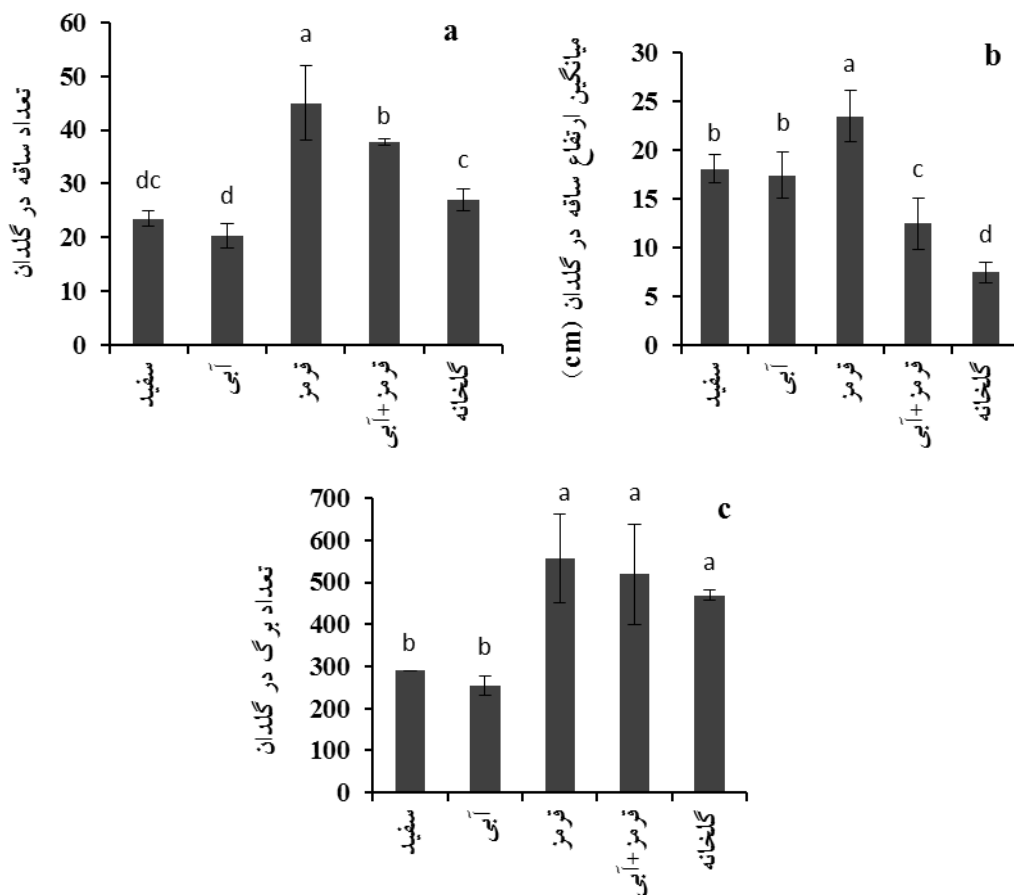 a
تعداد ساقه در گلدان
60
50
40
30
20
10
0
dc
d
a
b
c
سفید
آبی
قرمز
قرمز+آبی
گلخانه
b
میانگین ارتفاع ساقه در گلدان (cm)
30
25
20
15
10
5
0
b
b
a
c
d
سفید
آبی
قرمز
قرمز+آبی
گلخانه
c
تعداد برگ در گلدان
700
600
500
400
300
200
100
0
b
b
a
a
a
سفید
آبی
قرمز
قرمز+آبی
گلخانه